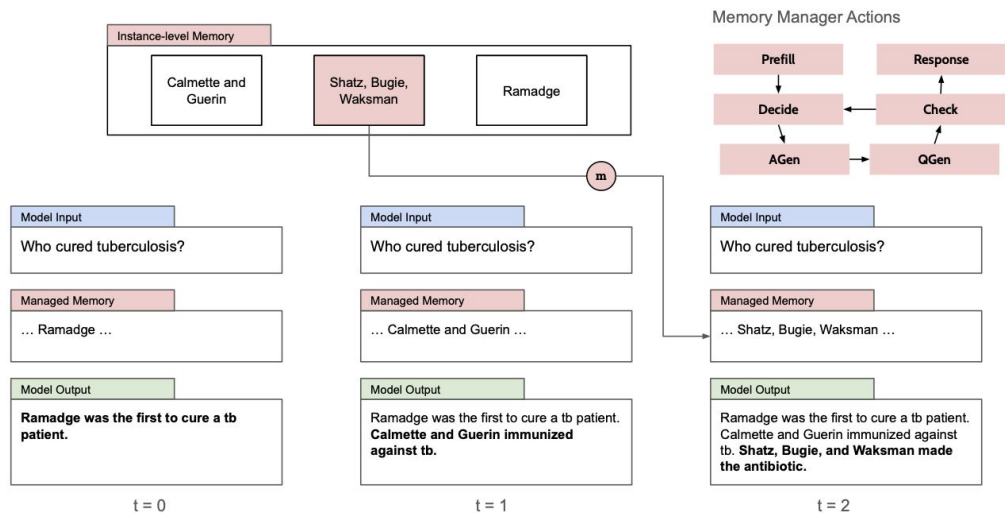 Memory Manager Actions
Instance-level Memory
Calmette and
Guerin
Shatz, Bugie,
Waksman
Ramadge
Prefill
Response
Decide
Check
AGen
QGen
m
Model Input
Who cured tuberculosis?
Managed Memory
... Ramadge ...
Model Output
Ramadge was the first to cure a tb
patient.
t = 0
Model Input
Who cured tuberculosis?
Managed Memory
... Calmette and Guerin ...
Model Output
Ramadge was the first to cure a tb patient.
Calmette and Guerin immunized
against tb.
t = 1
Model Input
Who cured tuberculosis?
Managed Memory
... Shatz, Bugie, Waksman ...
Model Output
Ramadge was the first to cure a tb patient.
Calmette and Guerin immunized against
tb. Shatz, Bugie, and Waksman made
the antibiotic.
t = 2